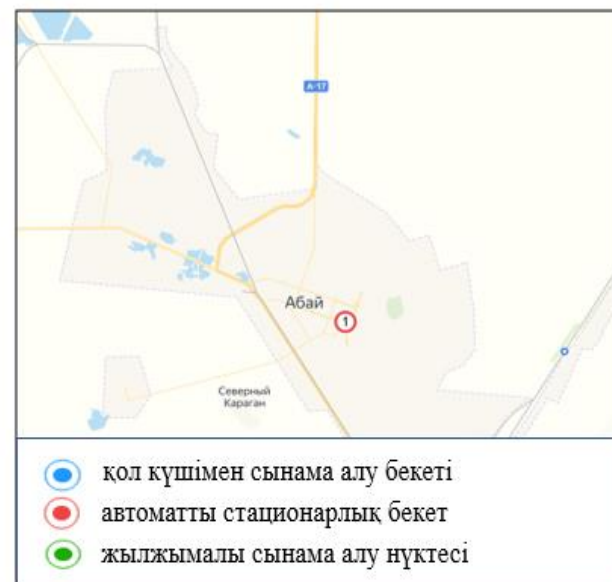 А-17
Абай
1
Северный
Караган
қол күшімен сынама алу бекеті
автоматты стационарлық бекет
жылжымалы сынама алу нүктесі